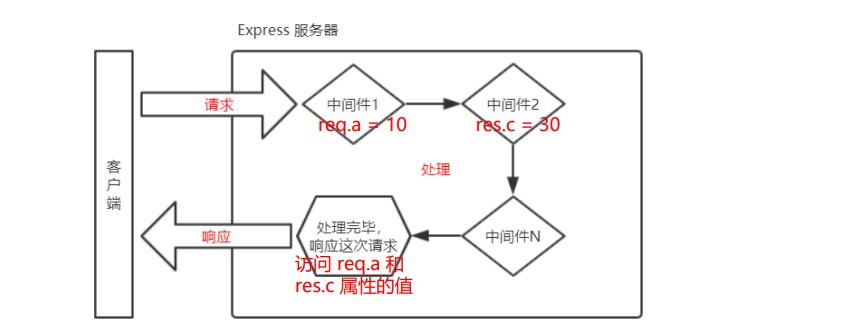 Express 服务器
请求
中间件1
req.a = 10
中间件2
res.c = 30
客
户
端
处理
响应
处理完毕，
响应这次请求
访问 req.a 和
res.c 属性的值
中间件N